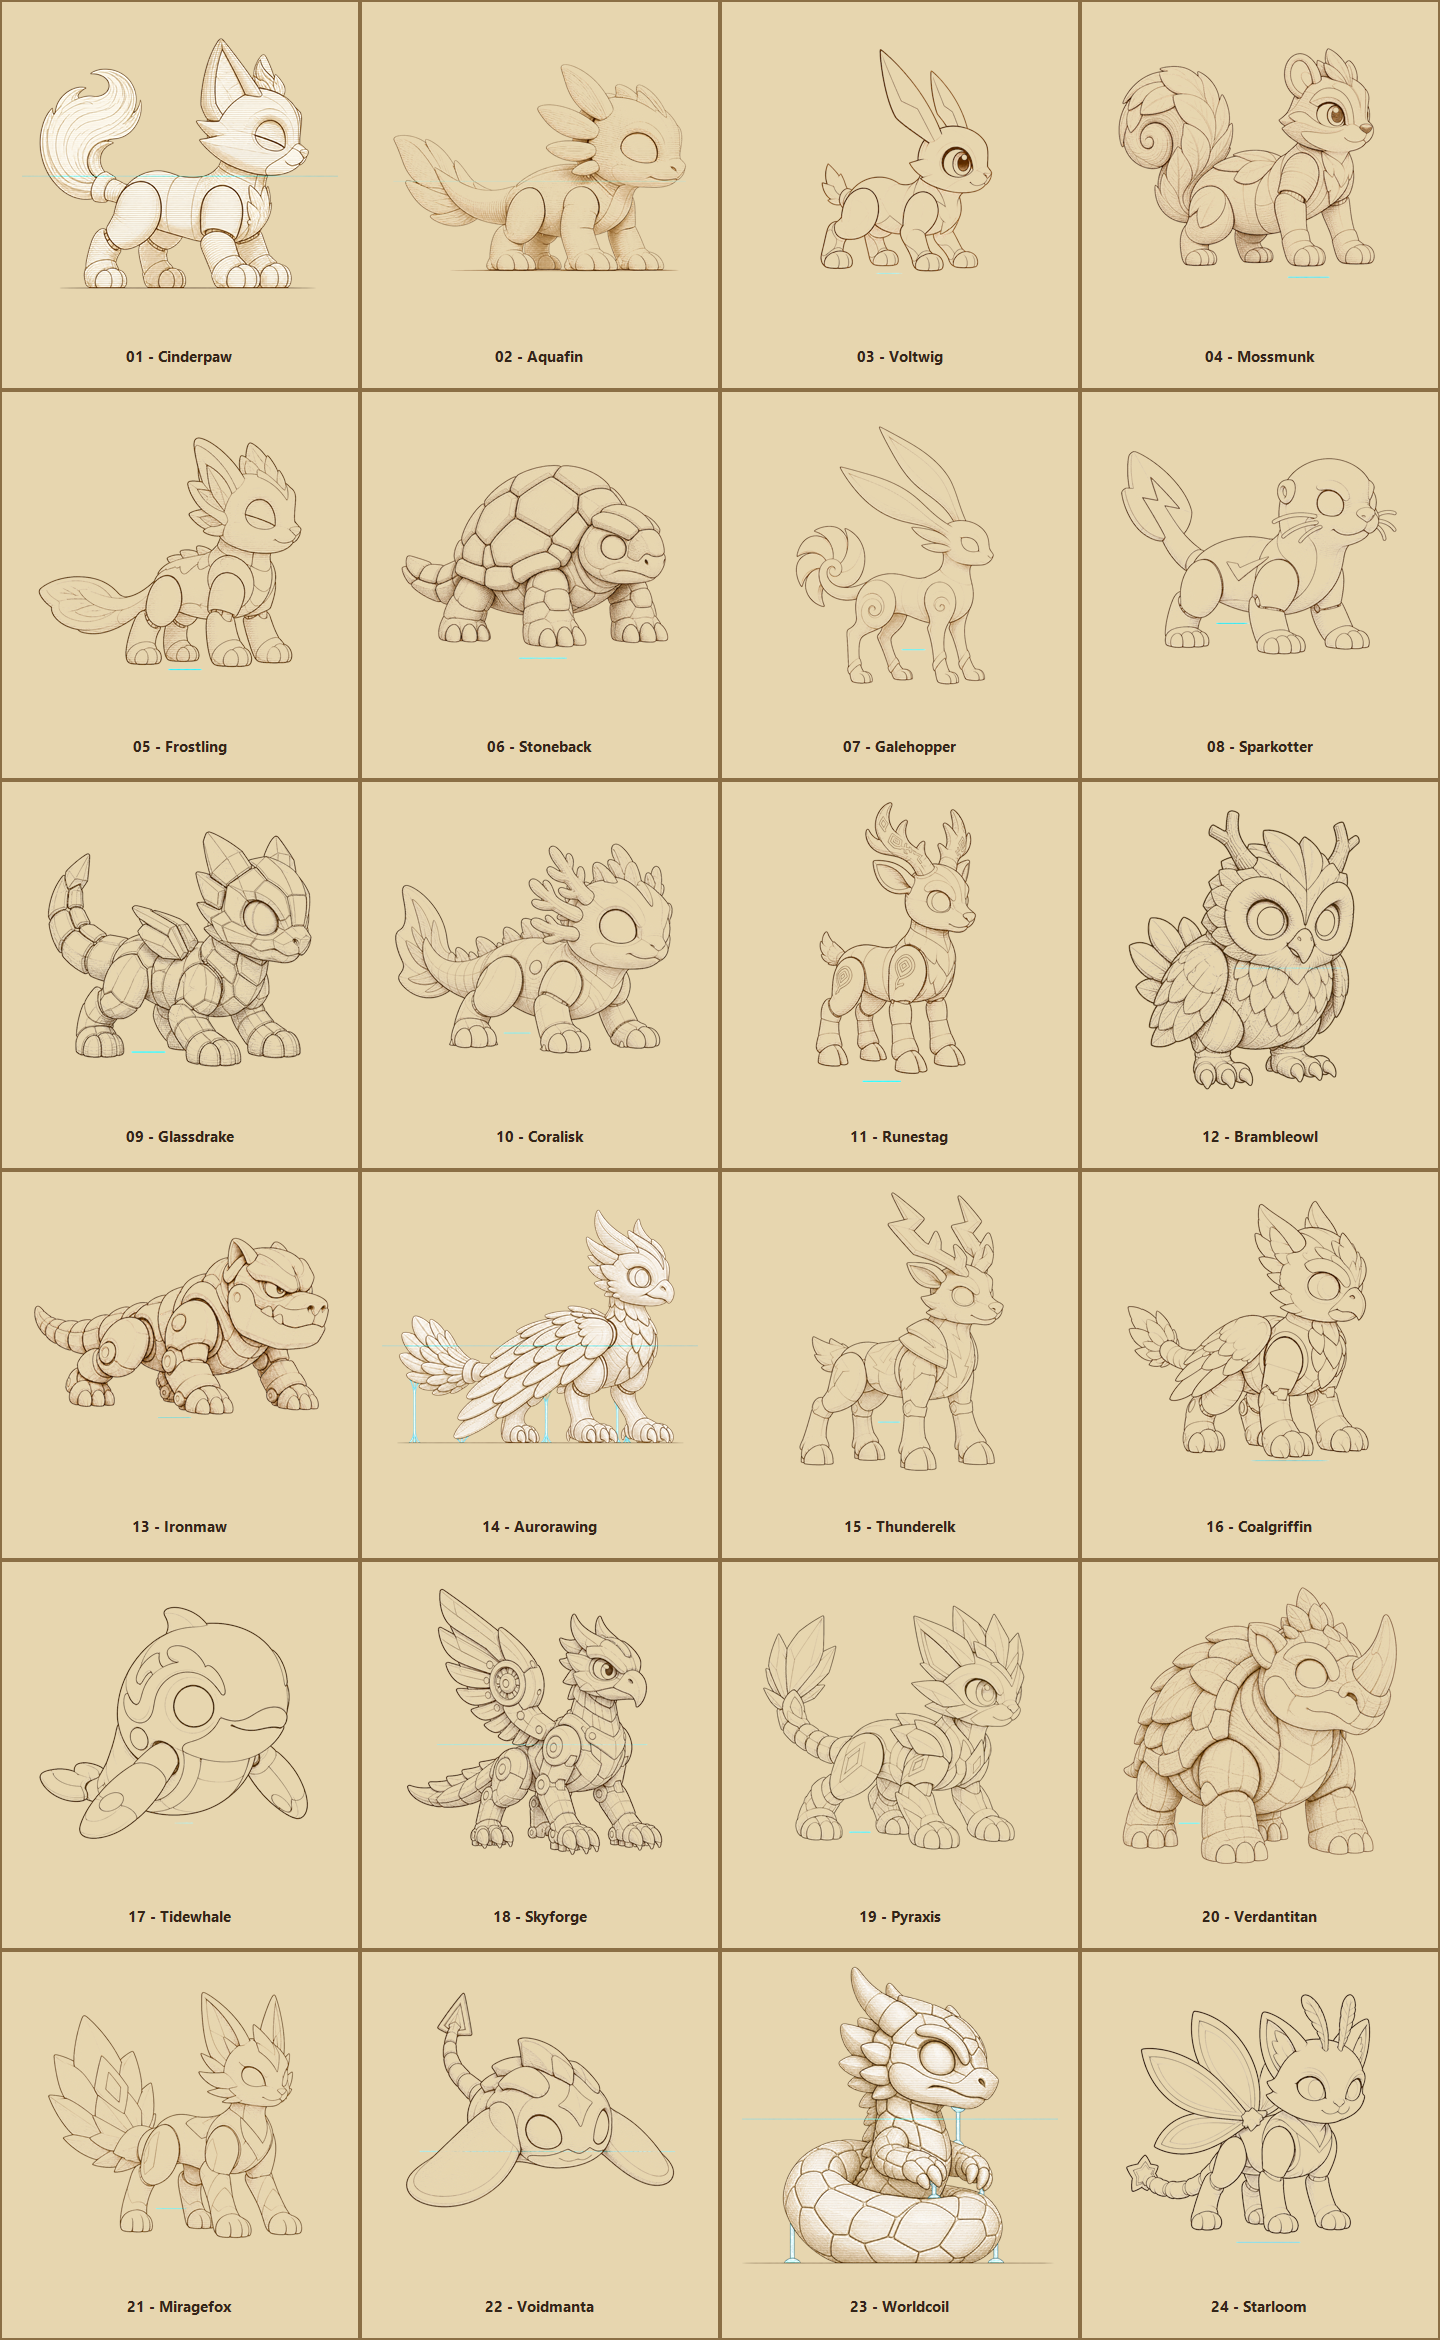 01 - Cinderpaw
02 - Aquafin
03 - Voltwig
04 - Mossmunk
05 - Frostling
06 - Stoneback
07 - Galehopper
08 - Sparkotter
09 - Glassdrake
10 - Coralisk
11 - Runestag
12 - Brambleowl
13 - Ironmaw
14 - Aurorawing
15 - Thunderelk
16 - Coalgriffin
17 - Tidewhale
18 - Skyforge
19 - Pyraxis
20 - Verdantitan
21 - Miragefox
22 - Voidmanta
23 - Worldcoil
24 - Starloom